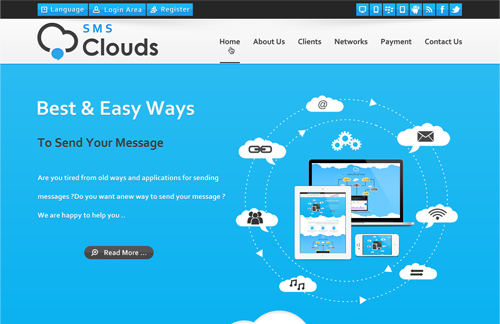 Language
Login Area
Register
SMS
Clouds
Home
About Us
Clients
Networks
Payment
Contact Us
Best & Easy Ways
To Send Your Message
Are you tired from old ways and applications for sending
messages ?Do you want anew way to send your message ?
We are happy to help you ..
Read More ...
@